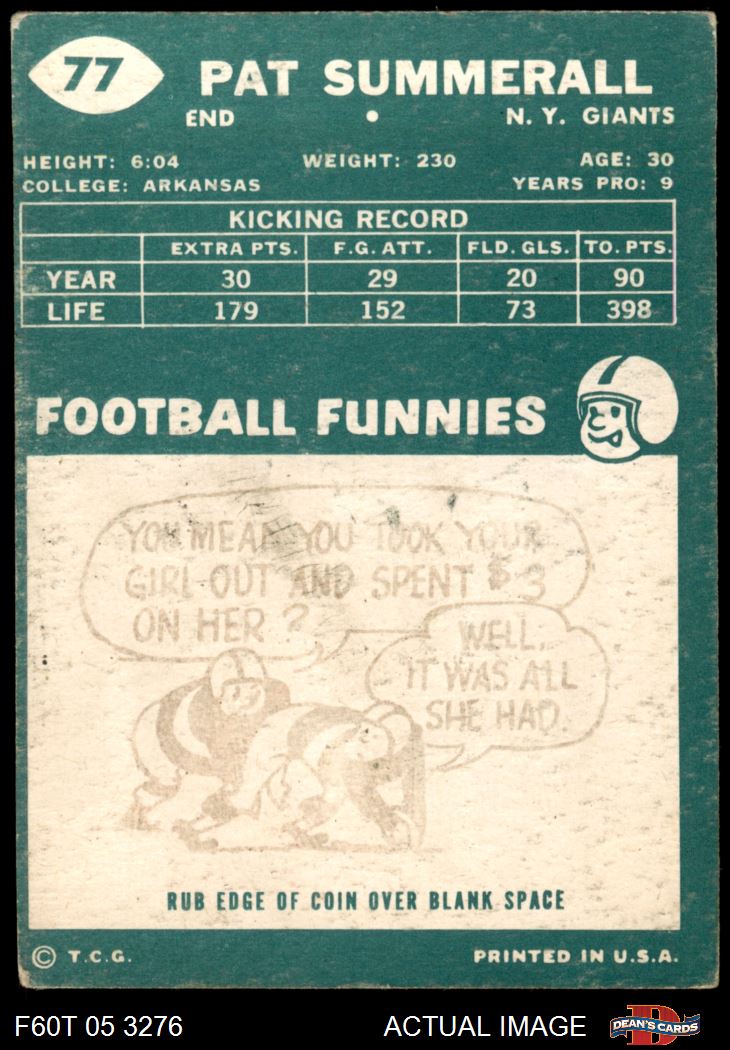 77
PAT SUMMERALL
END • N. Y. GIANTS
HEIGHT: 6:04 WEIGHT: 230 AGE: 30
COLLEGE: ARKANSAS YEARS PRO: 9
KICKING RECORD
EXTRA PTS. F.G. ATT. FLD. GLS. TO. PTS.
YEAR 30 29 20 90
LIFE 179 152 73 398
FOOTBALL FUNNIES
YOU MEAN YOU TOOK YOUR
GIRL OUT AND SPENT $3
ON HER?
WELL,
IT WAS ALL
SHE HAD.
RUB EDGE OF COIN OVER BLANK SPACE
© T.C.G. PRINTED IN U.S.A.
F60T 05 3276 ACTUAL IMAGE
DEAN'S CARDS